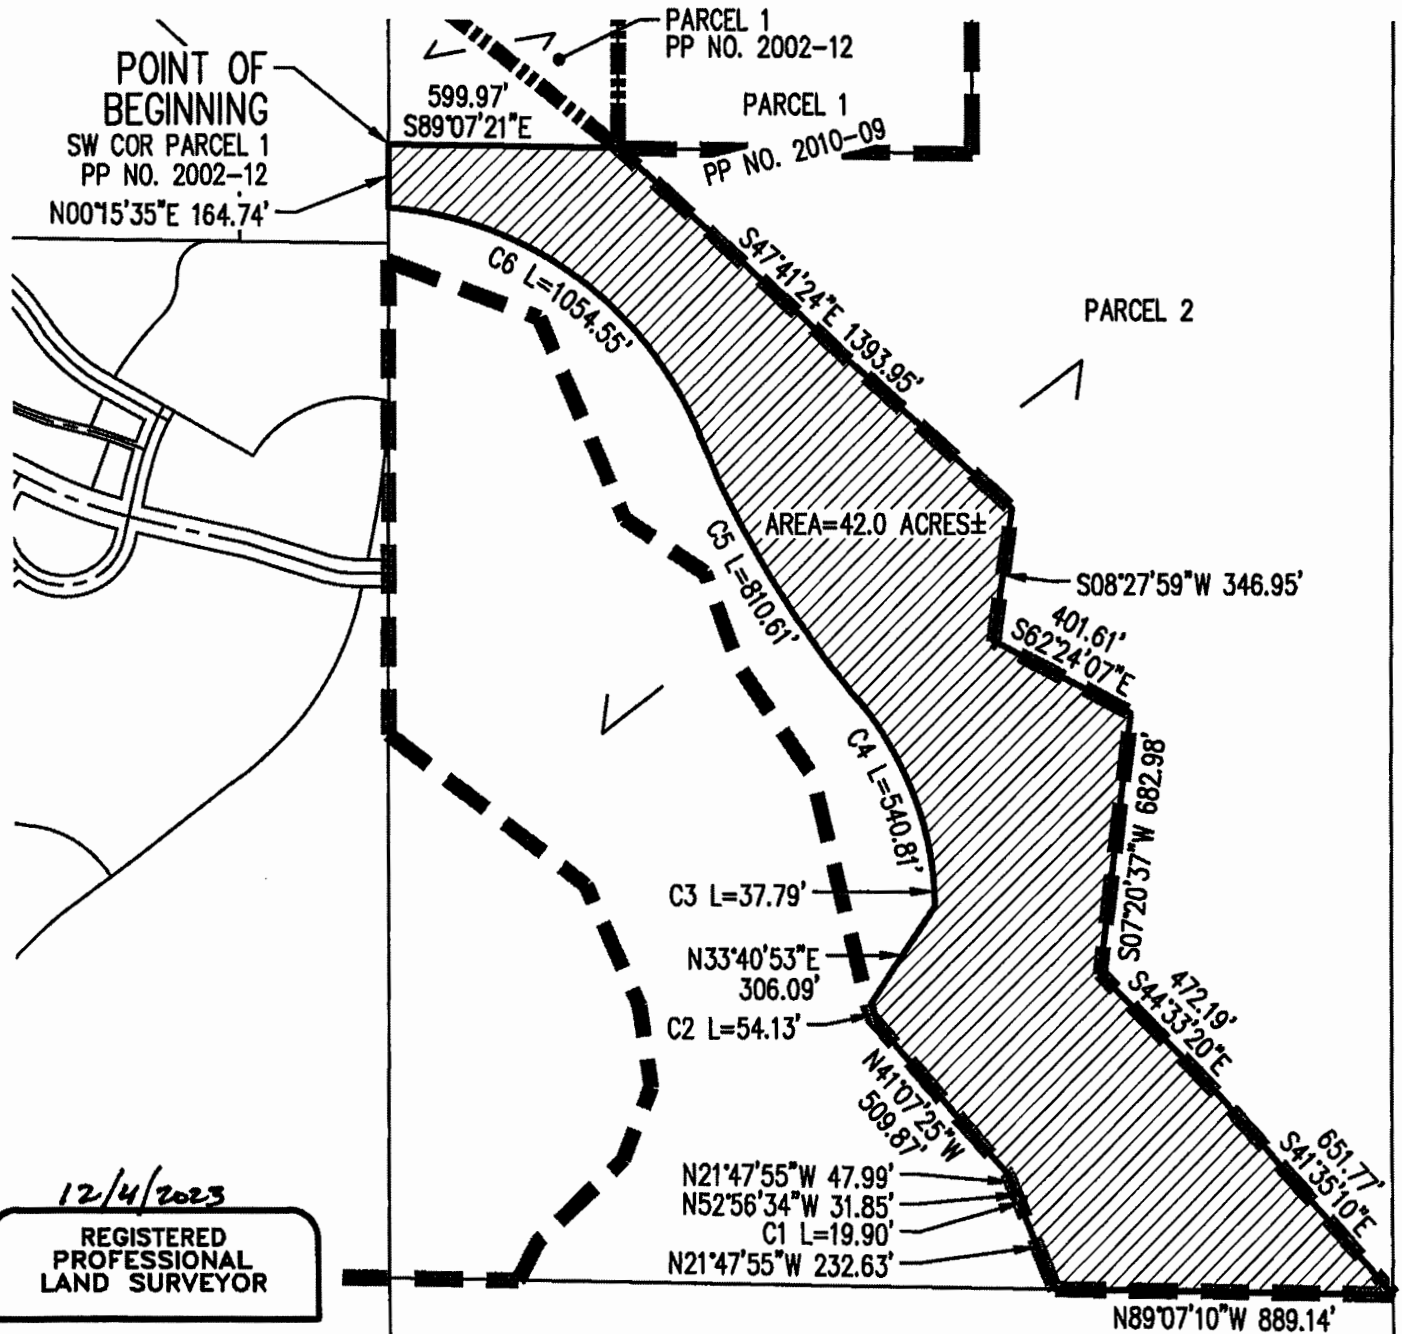 PARCEL 1
PP NO. 2002-12
POINT OF
BEGINNING
SW COR PARCEL 1
PP NO. 2002-12
N00°15'35"E 164.74'
599.97'
S89°07'21"E
PARCEL 1
PP NO. 2010-09
S47°41'24"E 1393.95'
C6 L=1054.55'
PARCEL 2
AREA=42.0 ACRES±
C5 L=810.61'
S08°27'59"W 346.95'
401.61'
S62°24'07"E
C4 L=540.81'
S07°20'37"W 682.98'
C3 L=37.79'
N33°40'53"E
306.09'
C2 L=54.13'
472.19'
S44°33'20"E
N41°07'25"W
509.87'
651.77'
S41°35'10"E
N21°47'55"W 47.99'
N52°56'34"W 31.85'
C1 L=19.90'
N21°47'55"W 232.63'
N89°07'10"W 889.14'
12/4/2023
REGISTERED
PROFESSIONAL
LAND SURVEYOR